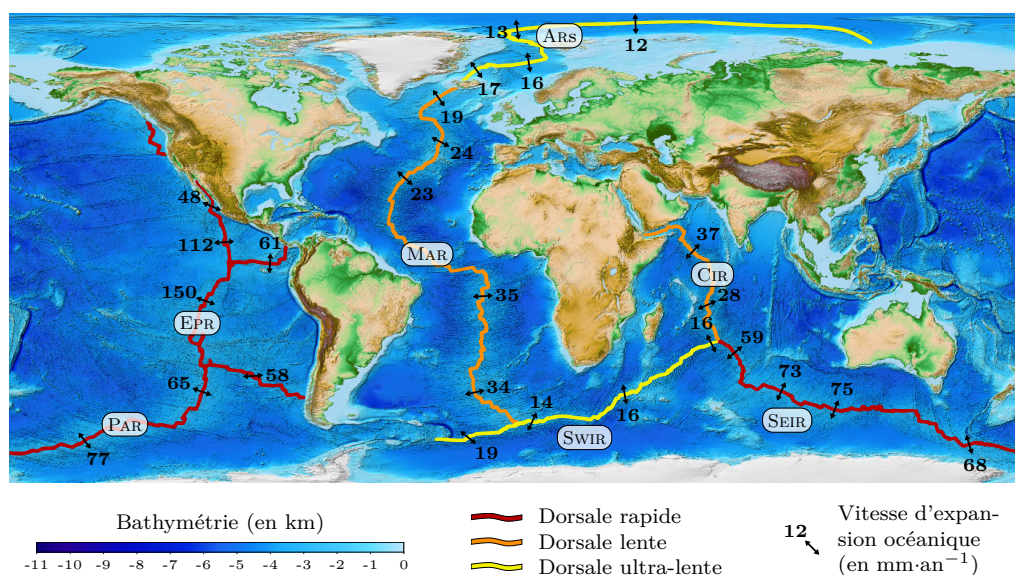 13
ARS
12
16
17
19
24
23
48
112
61
MAR
37
CIR
35
28
150
EPR
16
59
65
58
34
14
16
73
75
PAR
77
19
SWIR
SEIR
68
Bathymétrie (en km)
-11 -10 -9 -8 -7 -6 -5 -4 -3 -2 -1 0
Dorsale rapide
Dorsale lente
Dorsale ultra-lente
12
Vitesse d'expan-
sion océanique
(en mm·an⁻¹)